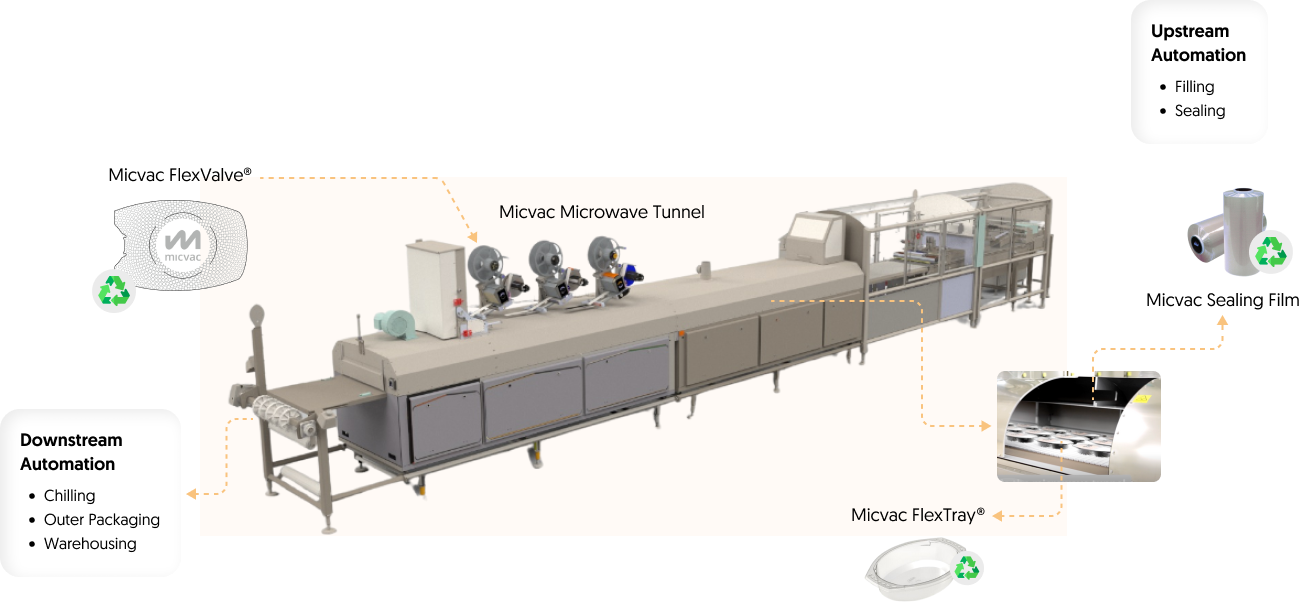 Upstream
Automation
• Filling
• Sealing
Micvac FlexValve®
micvac
Micvac Microwave Tunnel
Micvac Sealing Film
Downstream
Automation
• Chilling
• Outer Packaging
• Warehousing
Micvac FlexTray®